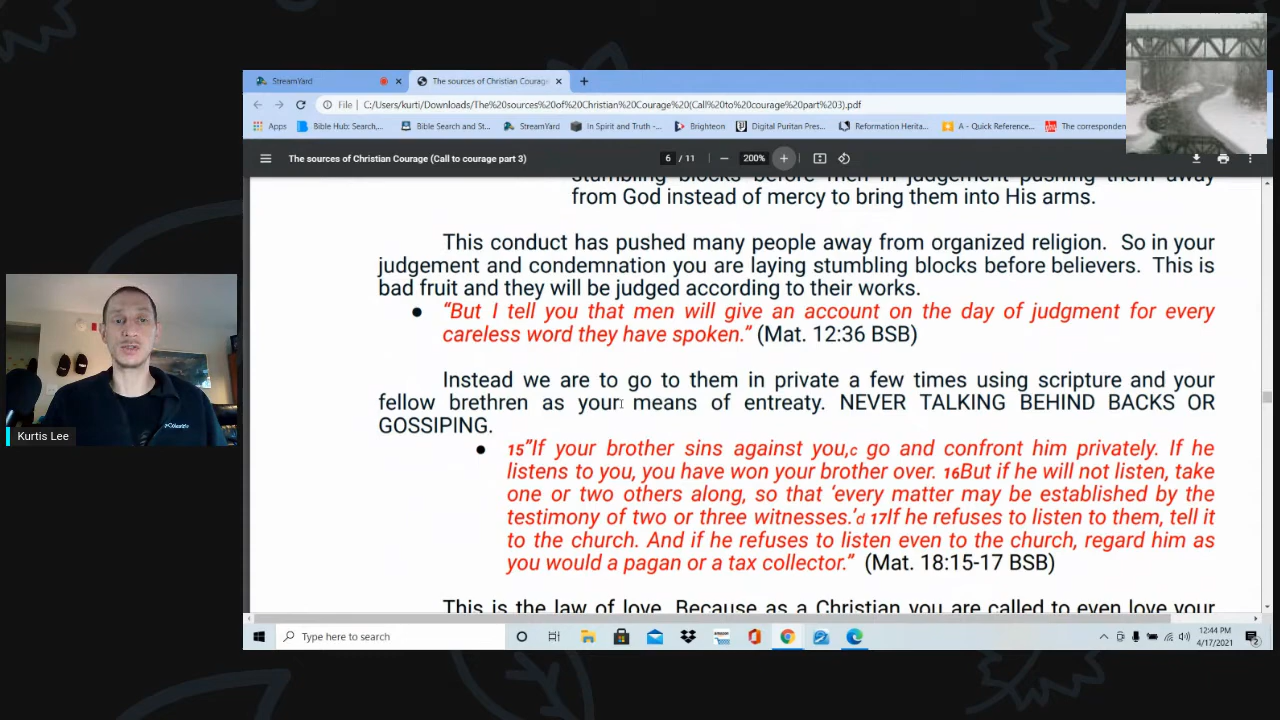 StreamYard
The sources of Christian Courage
File C:/Users/kurti/Downloads/The%20sources%20of%20Christian%20Courage%20(Call%20to%20courage%20part%203).pdf
Apps Bible Hub: Search,... Bible Search and St... StreamYard In Spirit and Truth -... Brighteon Digital Puritan Pres... Reformation Herita... A - Quick Reference... The corresponden
The sources of Christian Courage (Call to courage part 3) 6 / 11 200%
stumbling blocks before men in judgement pushing them away
from God instead of mercy to bring them into His arms.
This conduct has pushed many people away from organized religion. So in your
judgement and condemnation you are laying stumbling blocks before believers. This is
bad fruit and they will be judged according to their works.
● “But I tell you that men will give an account on the day of judgment for every
careless word they have spoken.” (Mat. 12:36 BSB)
Instead we are to go to them in private a few times using scripture and your
fellow brethren as your means of entreaty. NEVER TALKING BEHIND BACKS OR
GOSSIPING.
● 15”If your brother sins against you,c go and confront him privately. If he
listens to you, you have won your brother over. 16But if he will not listen, take
one or two others along, so that ‘every matter may be established by the
testimony of two or three witnesses.’d 17If he refuses to listen to them, tell it
to the church. And if he refuses to listen even to the church, regard him as
you would a pagan or a tax collector.” (Mat. 18:15-17 BSB)
This is the law of love. Because as a Christian you are called to even love your
Kurtis Lee
Type here to search
12:44 PM
4/17/2021